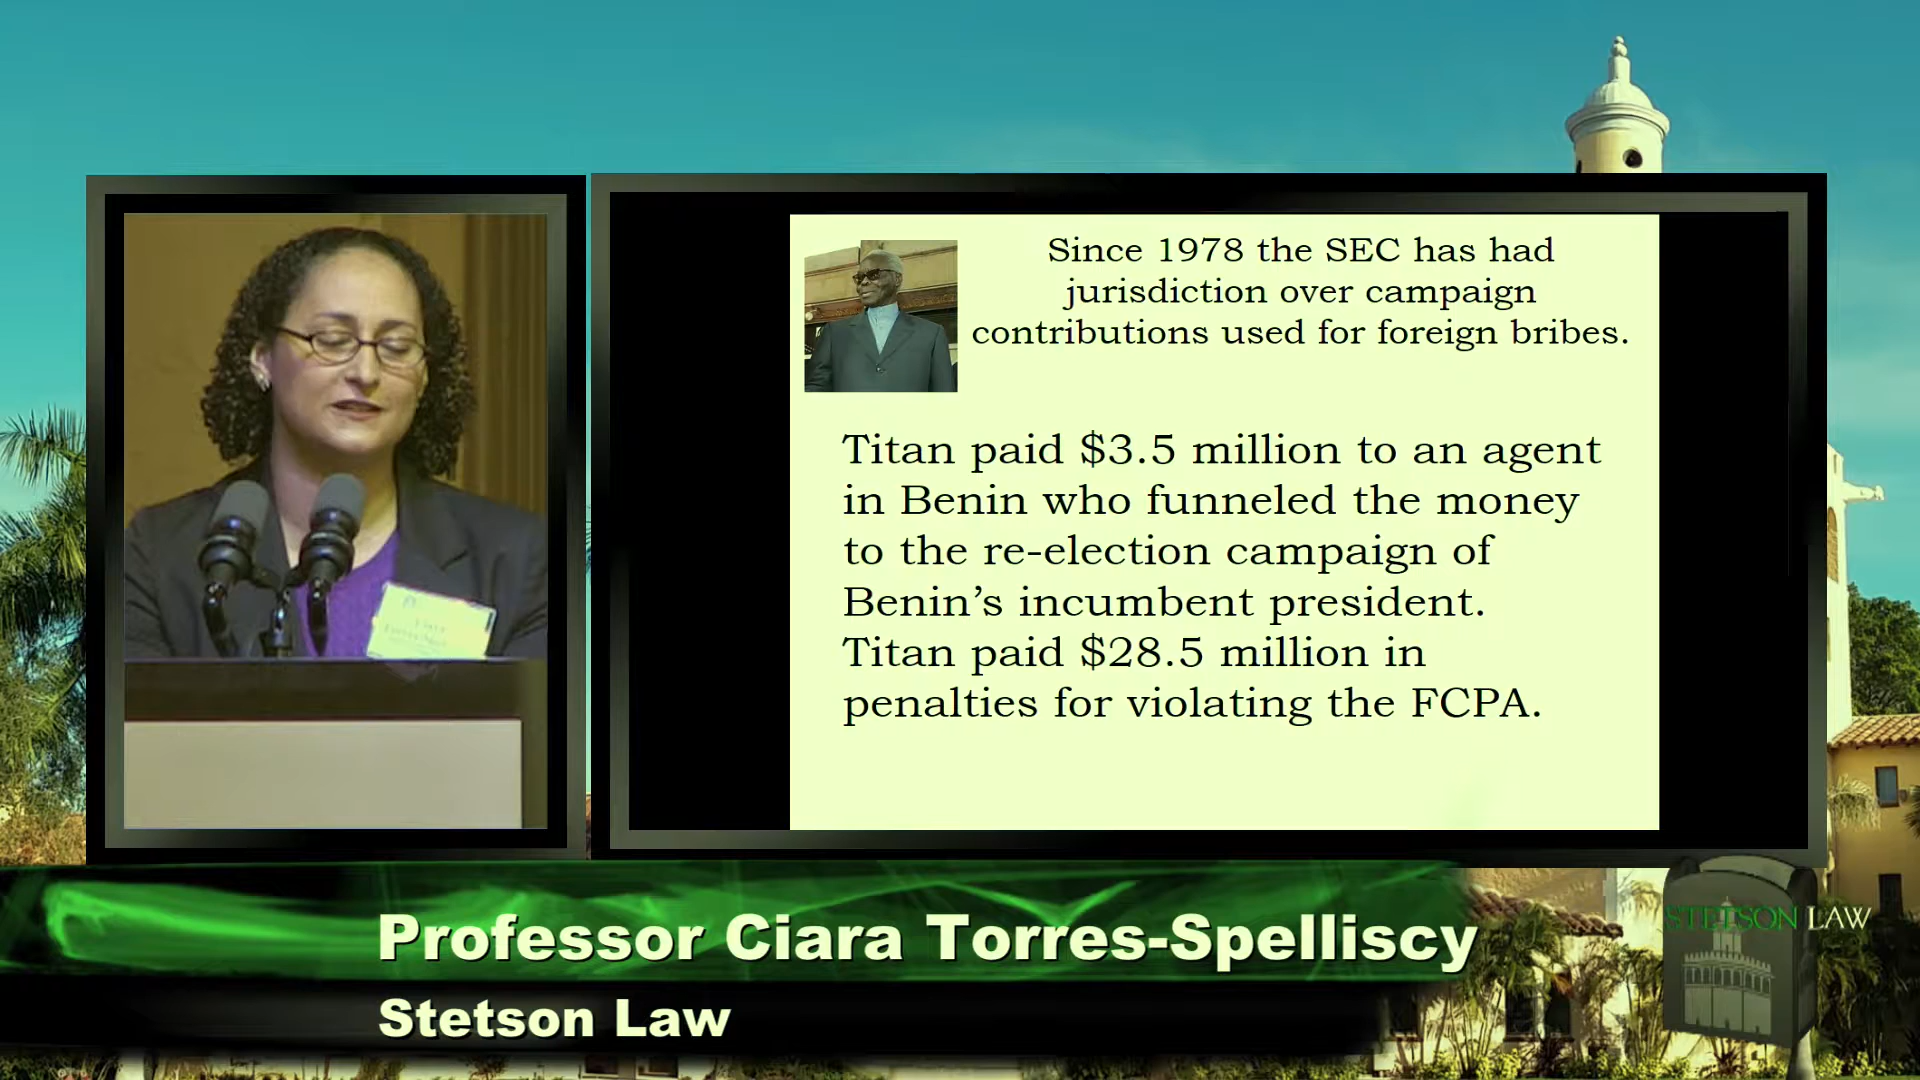 Since 1978 the SEC has had
jurisdiction over campaign
contributions used for foreign bribes.
Titan paid $3.5 million to an agent
in Benin who funneled the money
to the re-election campaign of
Benin’s incumbent president.
Titan paid $28.5 million in
penalties for violating the FCPA.
Professor Ciara Torres-Spelliscy
Stetson Law
STETSON LAW